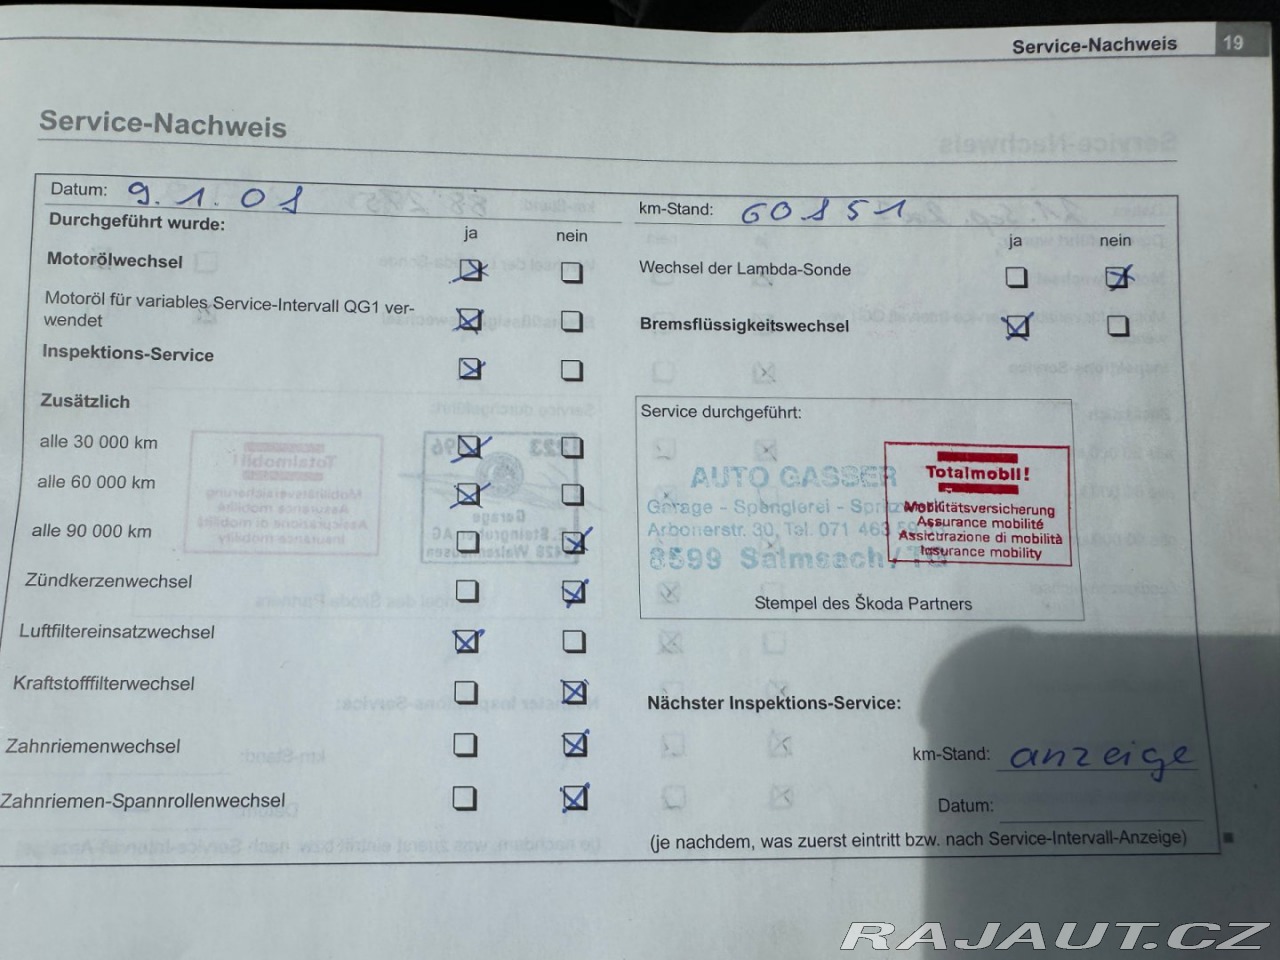 Service-Nachweis 19
Service-Nachweis
Datum: 9.1.08
km-Stand: 60851
Durchgeführt wurde:
ja nein
Motorölwechsel
Motoröl für variables Service-Intervall QG1 ver-
wendet
Inspektions-Service
Zusätzlich
alle 30 000 km
alle 60 000 km
alle 90 000 km
Zündkerzenwechsel
Luftfiltereinsatzwechsel
Kraftstofffilterwechsel
Zahnriemenwechsel
Zahnriemen-Spannrollenwechsel
ja nein
Wechsel der Lambda-Sonde
Bremsflüssigkeitswechsel
Service durchgeführt:
AUTO GASSER
Garage - Spenglerei -
Arbonerstr. 30, Tel. 071 463
8599 Salmsach/TG
Totalmobil!
Mobilitätsversicherung
Assurance mobilité
Assicurazione di mobilità
Insurance mobility
Stempel des Škoda Partners
Nächster Inspektions-Service:
km-Stand: anzeige
Datum:
(je nachdem, was zuerst eintritt bzw. nach Service-Intervall-Anzeige)
RAJAUT.CZ